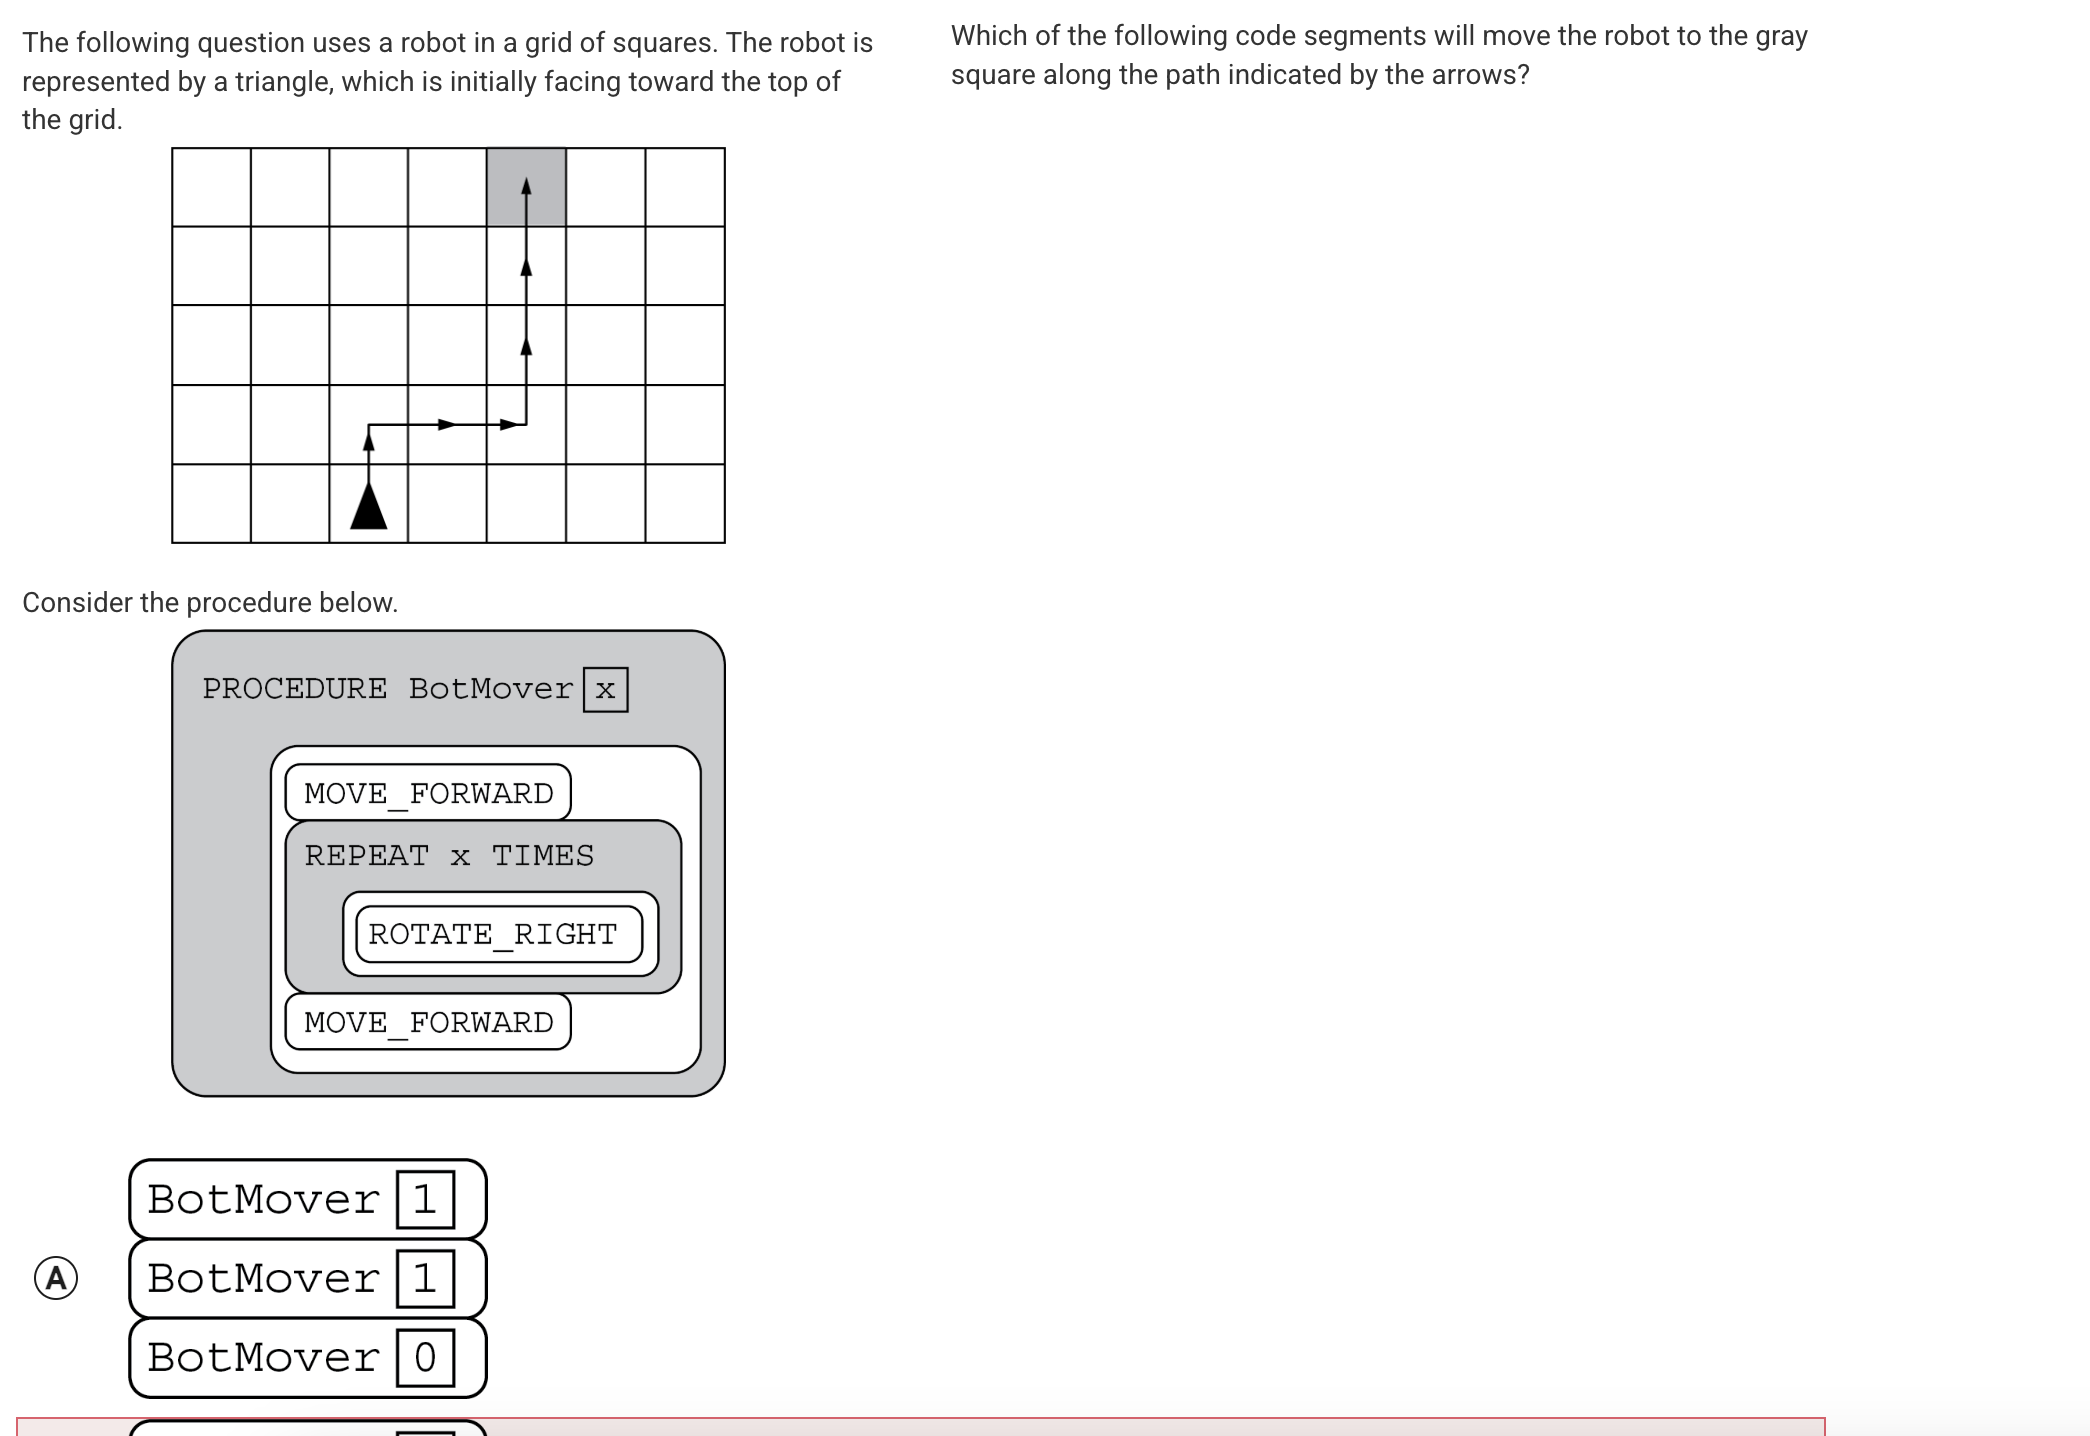 The following question uses a robot in a grid of squares. The robot is
represented by a triangle, which is initially facing toward the top of
the grid.
Consider the procedure below.
PROCEDURE BotMover x
MOVE_FORWARD
REPEAT x TIMES
ROTATE_RIGHT
MOVE_FORWARD
A
BotMover 1
BotMover 1
BotMover 0
Which of the following code segments will move the robot to the gray
square along the path indicated by the arrows?